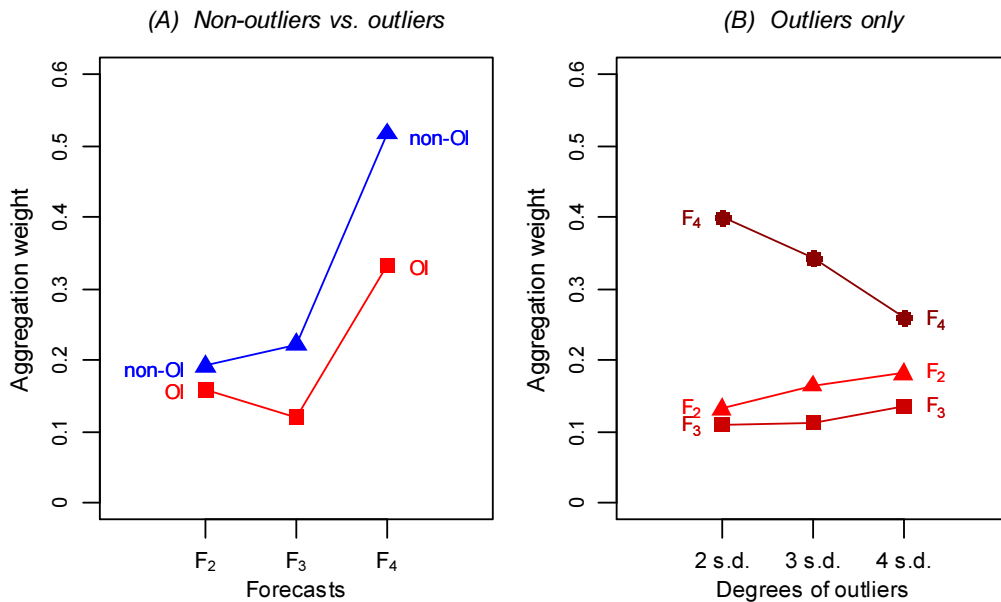 (A) Non-outliers vs. outliers
Aggregation weight
0.6
0.5
0.4
0.3
0.2
0.1
0
non-OI
OI
non-OI
OI
F₂
F₃
F₄
Forecasts
(B) Outliers only
Aggregation weight
0.6
0.5
0.4
0.3
0.2
0.1
0
F₄
F₄
F₂
F₂
F₃
F₃
2 s.d.
3 s.d.
4 s.d.
Degrees of outliers